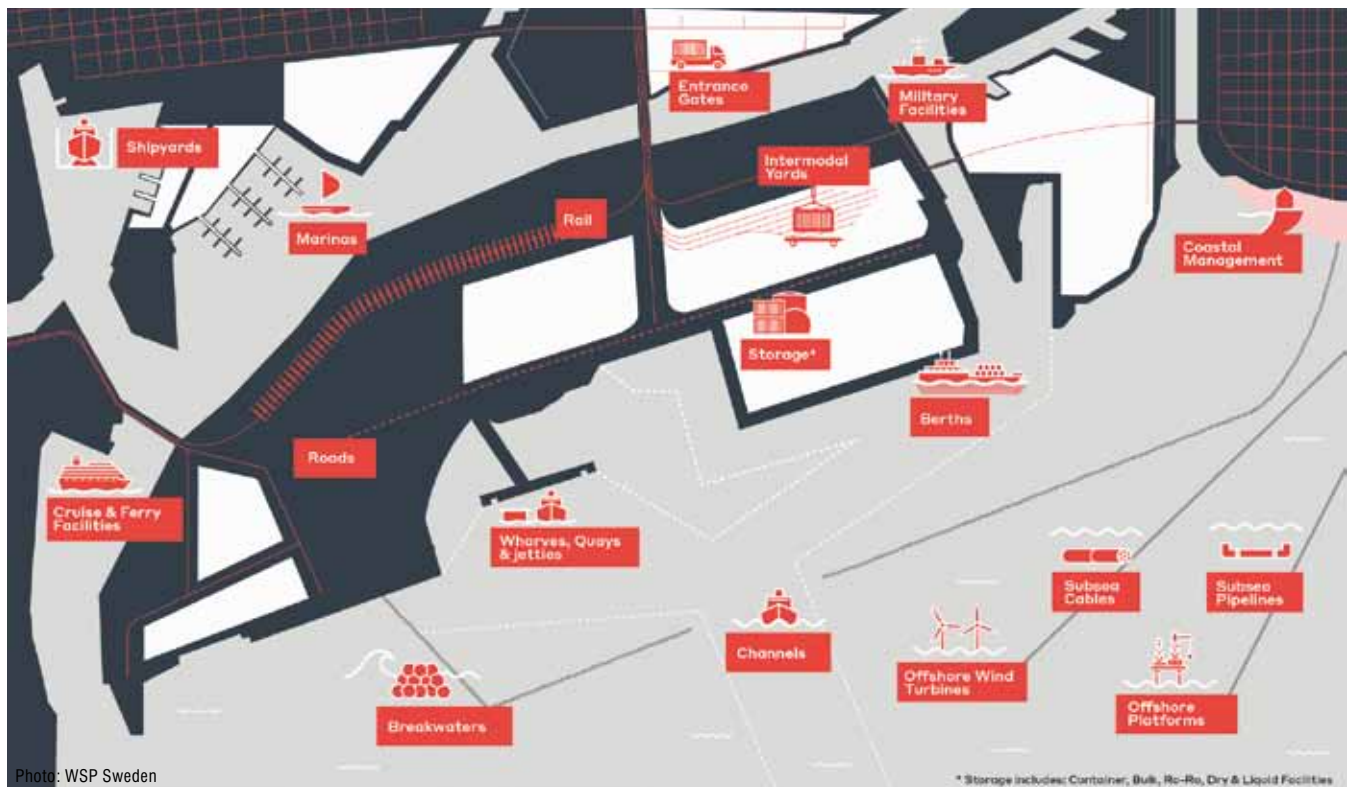 Entrance
Gates
Military
Facilities
Shipyards
Intermodal
Yards
Rail
Marinas
Coastal
Management
Storage*
Berths
Roads
Cruise & Ferry
Facilities
Wharves, Quays
& jetties
Subsea
Cables
Subsea
Pipelines
Channels
Offshore Wind
Turbines
Offshore
Platforms
Breakwaters
Photo: WSP Sweden
* Storage includes: Container, Bulk, Ro-Ro, Dry & Liquid Facilities